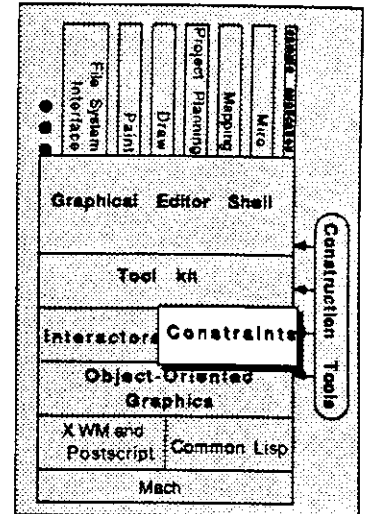 File System
Interface
Paint
Draw
Project Planning
Mapping
Miro
Graphical Editor Shell
Tool kit
Interactors
Constraints
Object-Oriented
Graphics
X WM and
Postscript
Common Lisp
Mach
Construction Tools